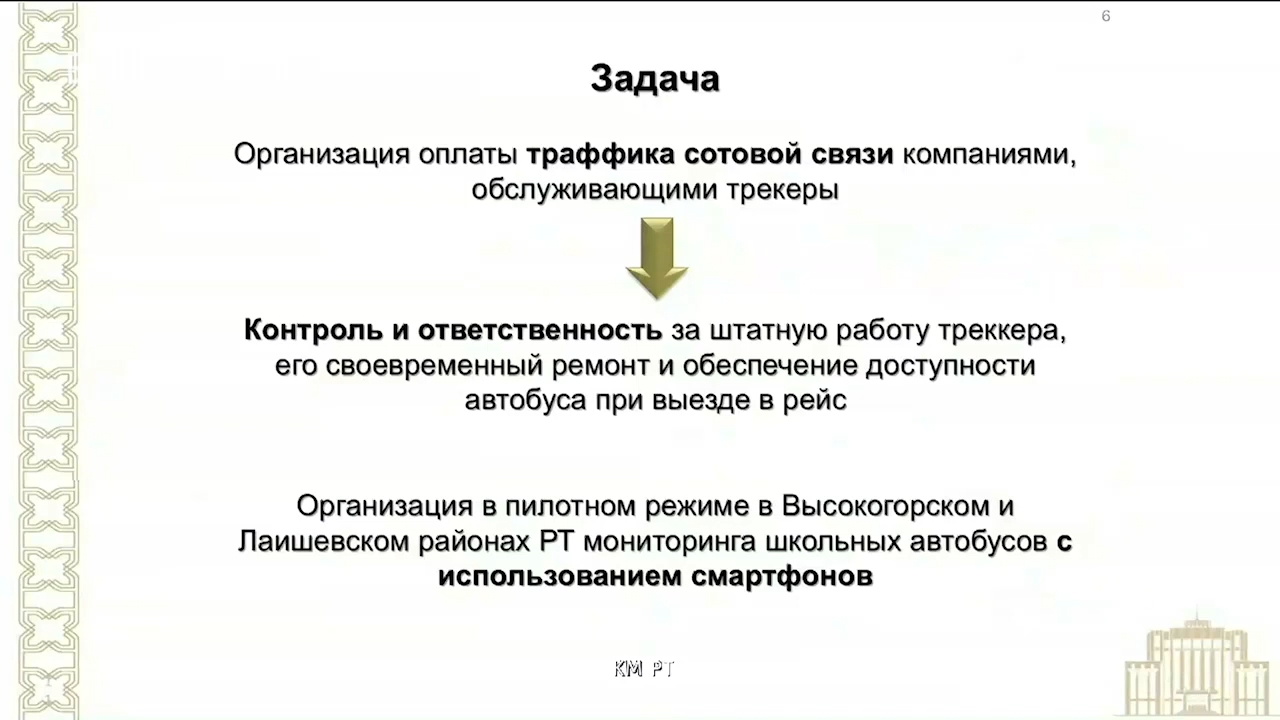 6
Задача
Организация оплаты траффика сотовой связи компаниями,
обслуживающими трекеры
Контроль и ответственность за штатную работу треккера,
его своевременный ремонт и обеспечение доступности
автобуса при выезде в рейс
Организация в пилотном режиме в Высокогорском и
Лаишевском районах РТ мониторинга школьных автобусов с
использованием смартфонов
КМ РТ